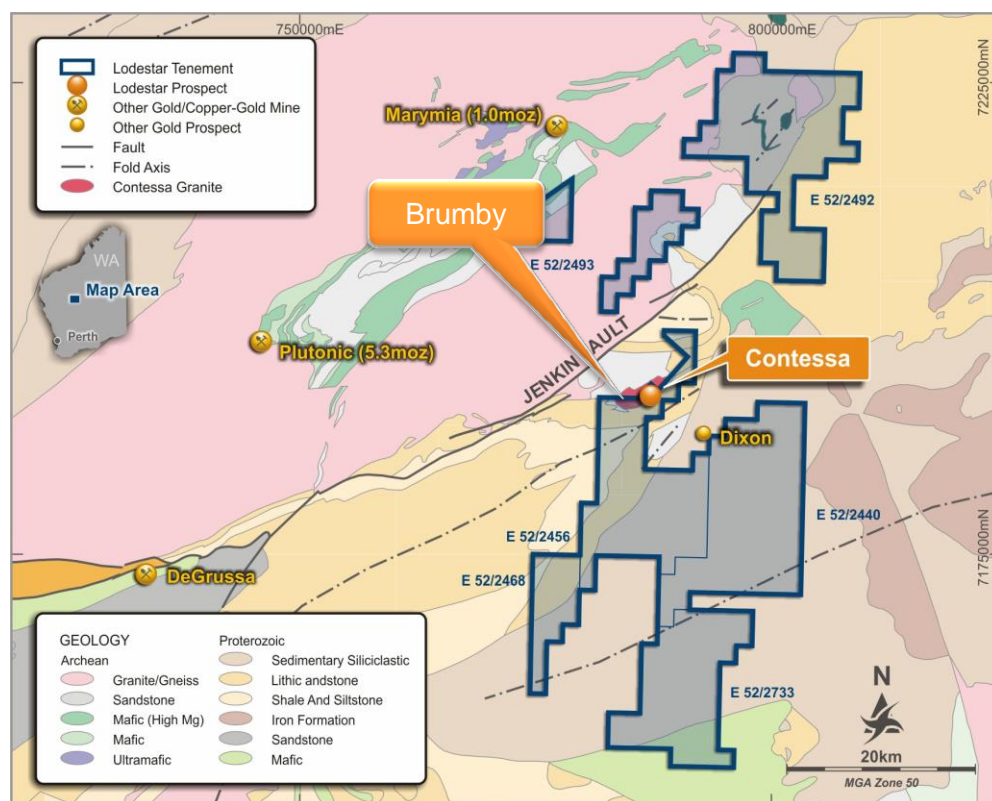 750000mE
800000mE
7225000mN
Lodestar Tenement
Lodestar Prospect
Other Gold/Copper-Gold Mine
Other Gold Prospect
Fault
Fold Axis
Contessa Granite
Marymia (1.0moz)
E 52/2492
Brumby
E 52/2493
WA
Map Area
Perth
Plutonic (5.3moz)
JENKIN AULT
Contessa
Dixon
E 52/2456
E 52/2440
7175000mN
E 52/2468
DeGrussa
GEOLOGY
Archean
Granite/Gneiss
Sandstone
Mafic (High Mg)
Mafic
Ultramafic
Proterozoic
Sedimentary Siliciclastic
Lithic andstone
Shale And Siltstone
Iron Formation
Sandstone
Mafic
E 52/2733
N
20km
MGA Zone 50